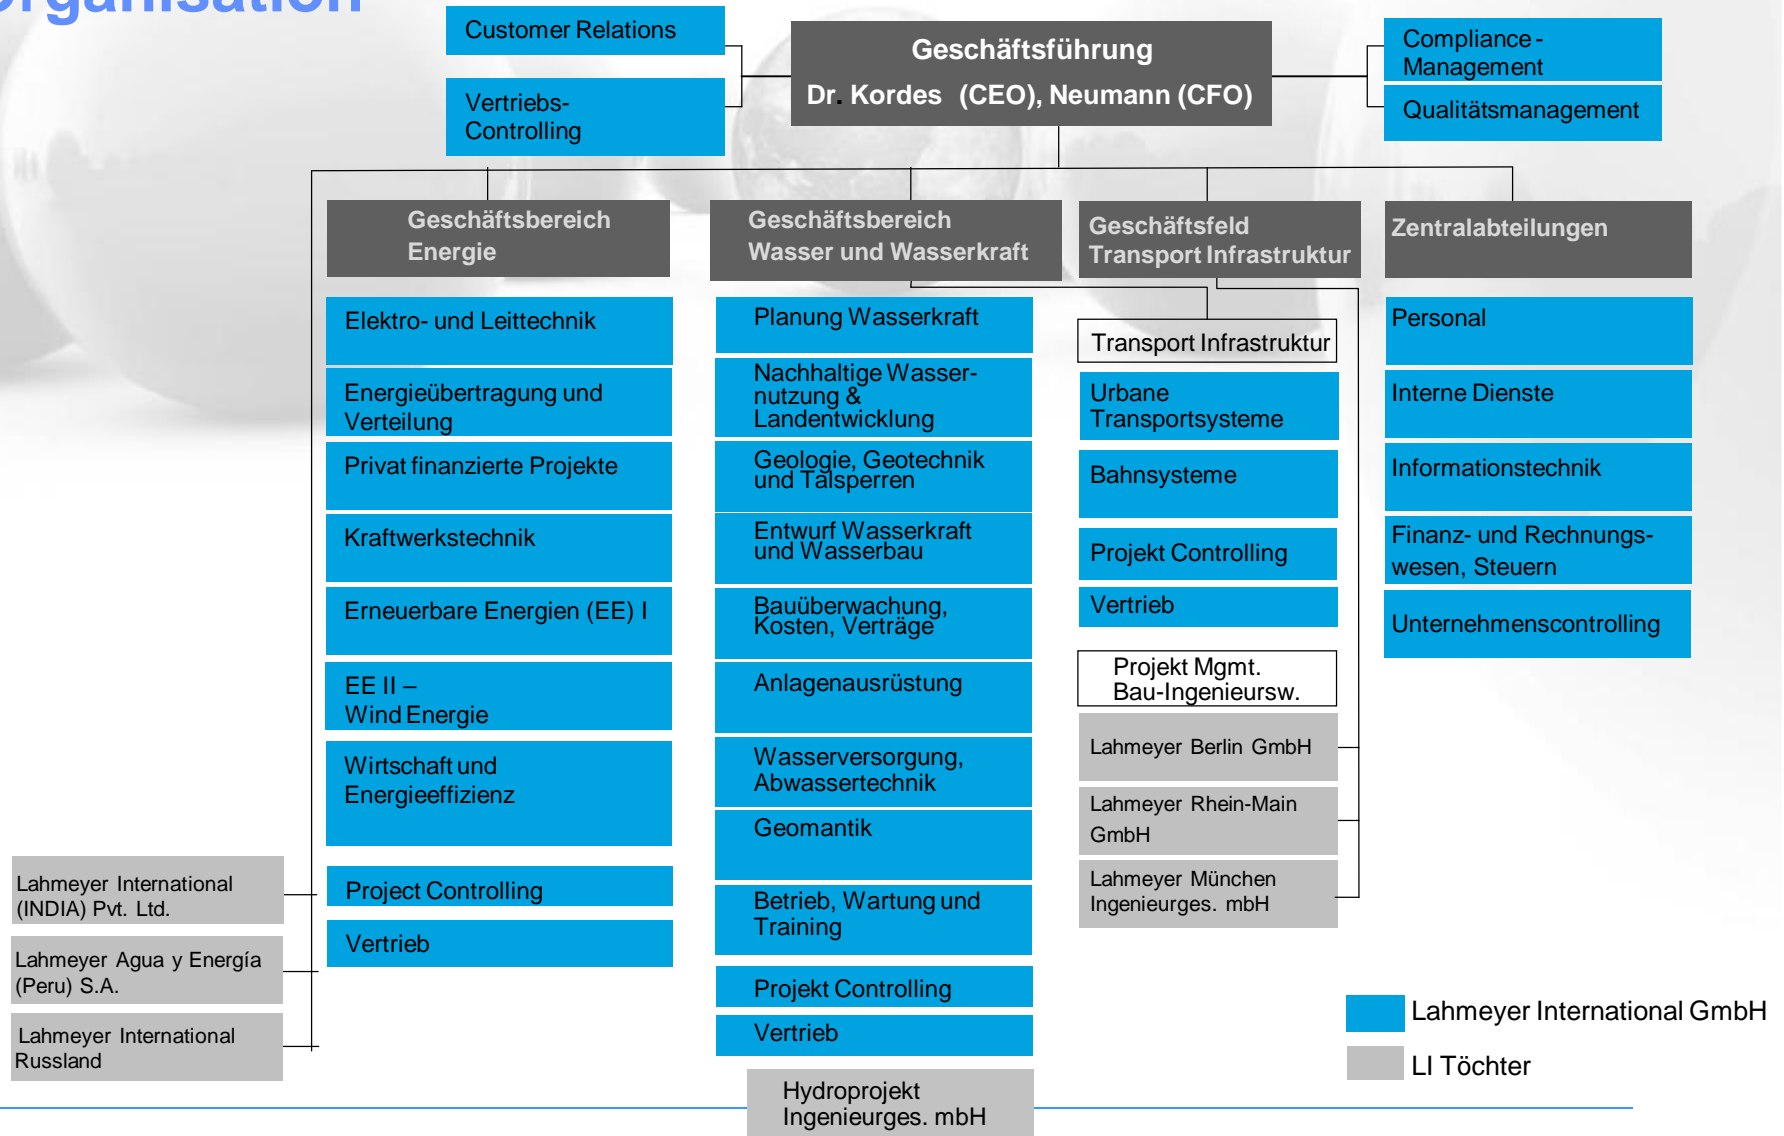 Organisation
Customer Relations
Vertriebs-
Controlling
Geschäftsführung
Dr. Kordes (CEO), Neumann (CFO)
Compliance -
Management
Qualitätsmanagement
Geschäftsbereich
Energie
Elektro- und Leittechnik
Energieübertragung und
Verteilung
Privat finanzierte Projekte
Kraftwerkstechnik
Erneuerbare Energien (EE) I
EE II –
Wind Energie
Wirtschaft und
Energieeffizienz
Project Controlling
Vertrieb
Lahmeyer International
(INDIA) Pvt. Ltd.
Lahmeyer Agua y Energía
(Peru) S.A.
Lahmeyer International
Russland
Geschäftsbereich
Wasser und Wasserkraft
Planung Wasserkraft
Nachhaltige Wasser-
nutzung &
Landentwicklung
Geologie, Geotechnik
und Talsperren
Entwurf Wasserkraft
und Wasserbau
Bauüberwachung,
Kosten, Verträge
Anlagenausrüstung
Wasserversorgung,
Abwassertechnik
Geomantik
Betrieb, Wartung und
Training
Projekt Controlling
Vertrieb
Hydroprojekt
Ingenieurges. mbH
Geschäftsfeld
Transport Infrastruktur
Transport Infrastruktur
Urbane
Transportsysteme
Bahnsysteme
Projekt Controlling
Vertrieb
Projekt Mgmt.
Bau-Ingenieursw.
Lahmeyer Berlin GmbH
Lahmeyer Rhein-Main
GmbH
Lahmeyer München
Ingenieurges. mbH
Zentralabteilungen
Personal
Interne Dienste
Informationstechnik
Finanz- und Rechnungs-
wesen, Steuern
Unternehmenscontrolling
Lahmeyer International GmbH
LI Töchter